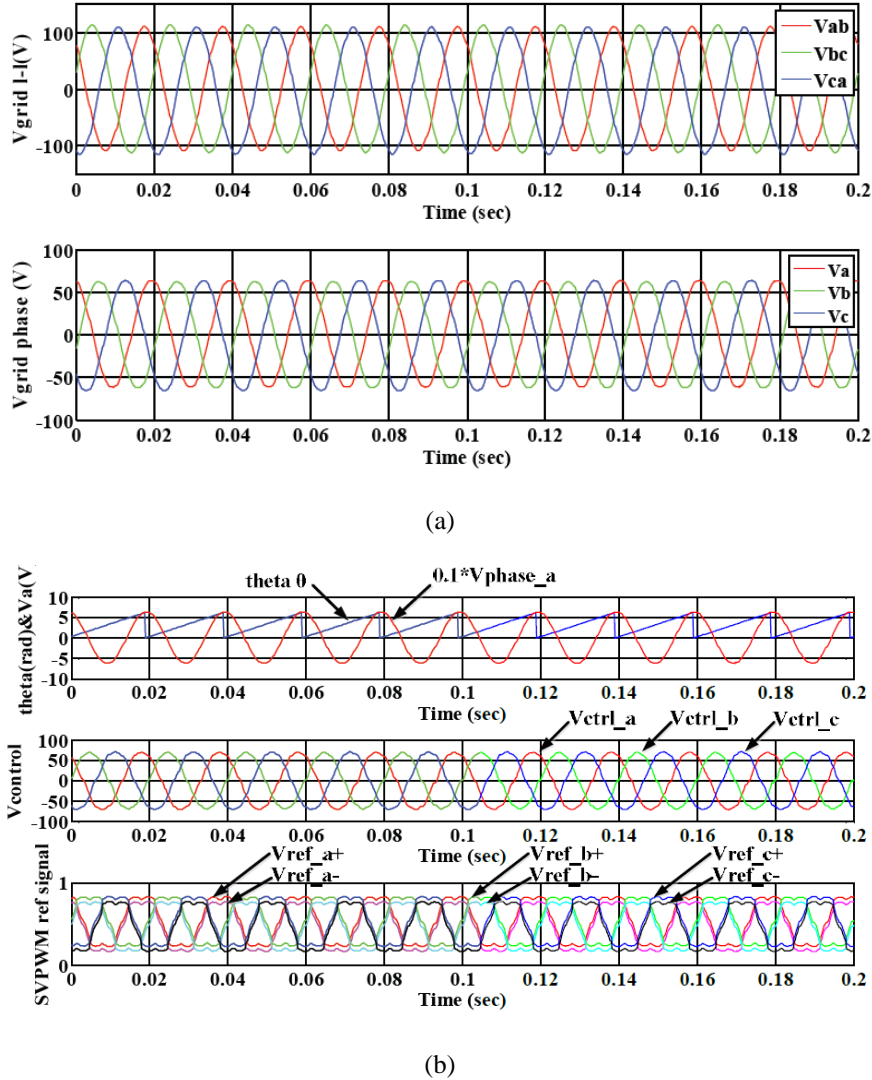 Vgrid l-l(V)
100
0
-100
Vab
Vbc
Vca
0 0.02 0.04 0.06 0.08 0.1 0.12 0.14 0.16 0.18 0.2
Time (sec)
Vgrid phase (V)
100
50
0
-50
-100
Va
Vb
Vc
0 0.02 0.04 0.06 0.08 0.1 0.12 0.14 0.16 0.18 0.2
Time (sec)
(a)
theta(rad)&Va(V
theta θ
0.1*Vphase_a
10
5
0
-5
-10
0 0.02 0.04 0.06 0.08 0.1 0.12 0.14 0.16 0.18 0.2
Time (sec)
Vctrl_a
Vctrl_b
Vctrl_c
Vcontrol
100
50
0
-50
-100
0 0.02 0.04 0.06 0.08 0.1 0.12 0.14 0.16 0.18 0.2
Time (sec)
Vref_a+
Vref_a-
Vref_b+
Vref_b-
Vref_c+
Vref_c-
SVPWM ref signal
1
0
0 0.02 0.04 0.06 0.08 0.1 0.12 0.14 0.16 0.18 0.2
Time (sec)
(b)